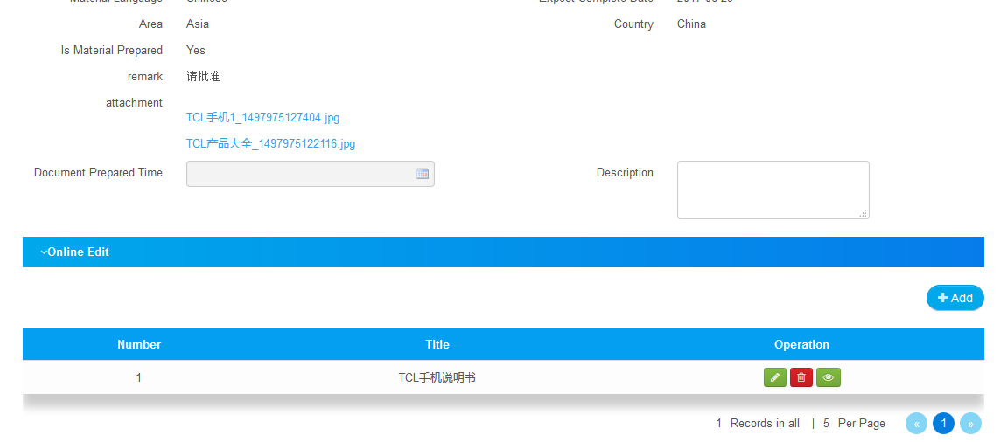 Material Language Chinese Expect Complete Date
Area Asia Country China
Is Material Prepared Yes
remark 请批准
attachment
TCL手机1_1497975127404.jpg
TCL产品大全_1497975122116.jpg
Document Prepared Time Description
Online Edit
Add
Number Title Operation
1 TCL手机说明书
1 Records in all | 5 Per Page « 1 »